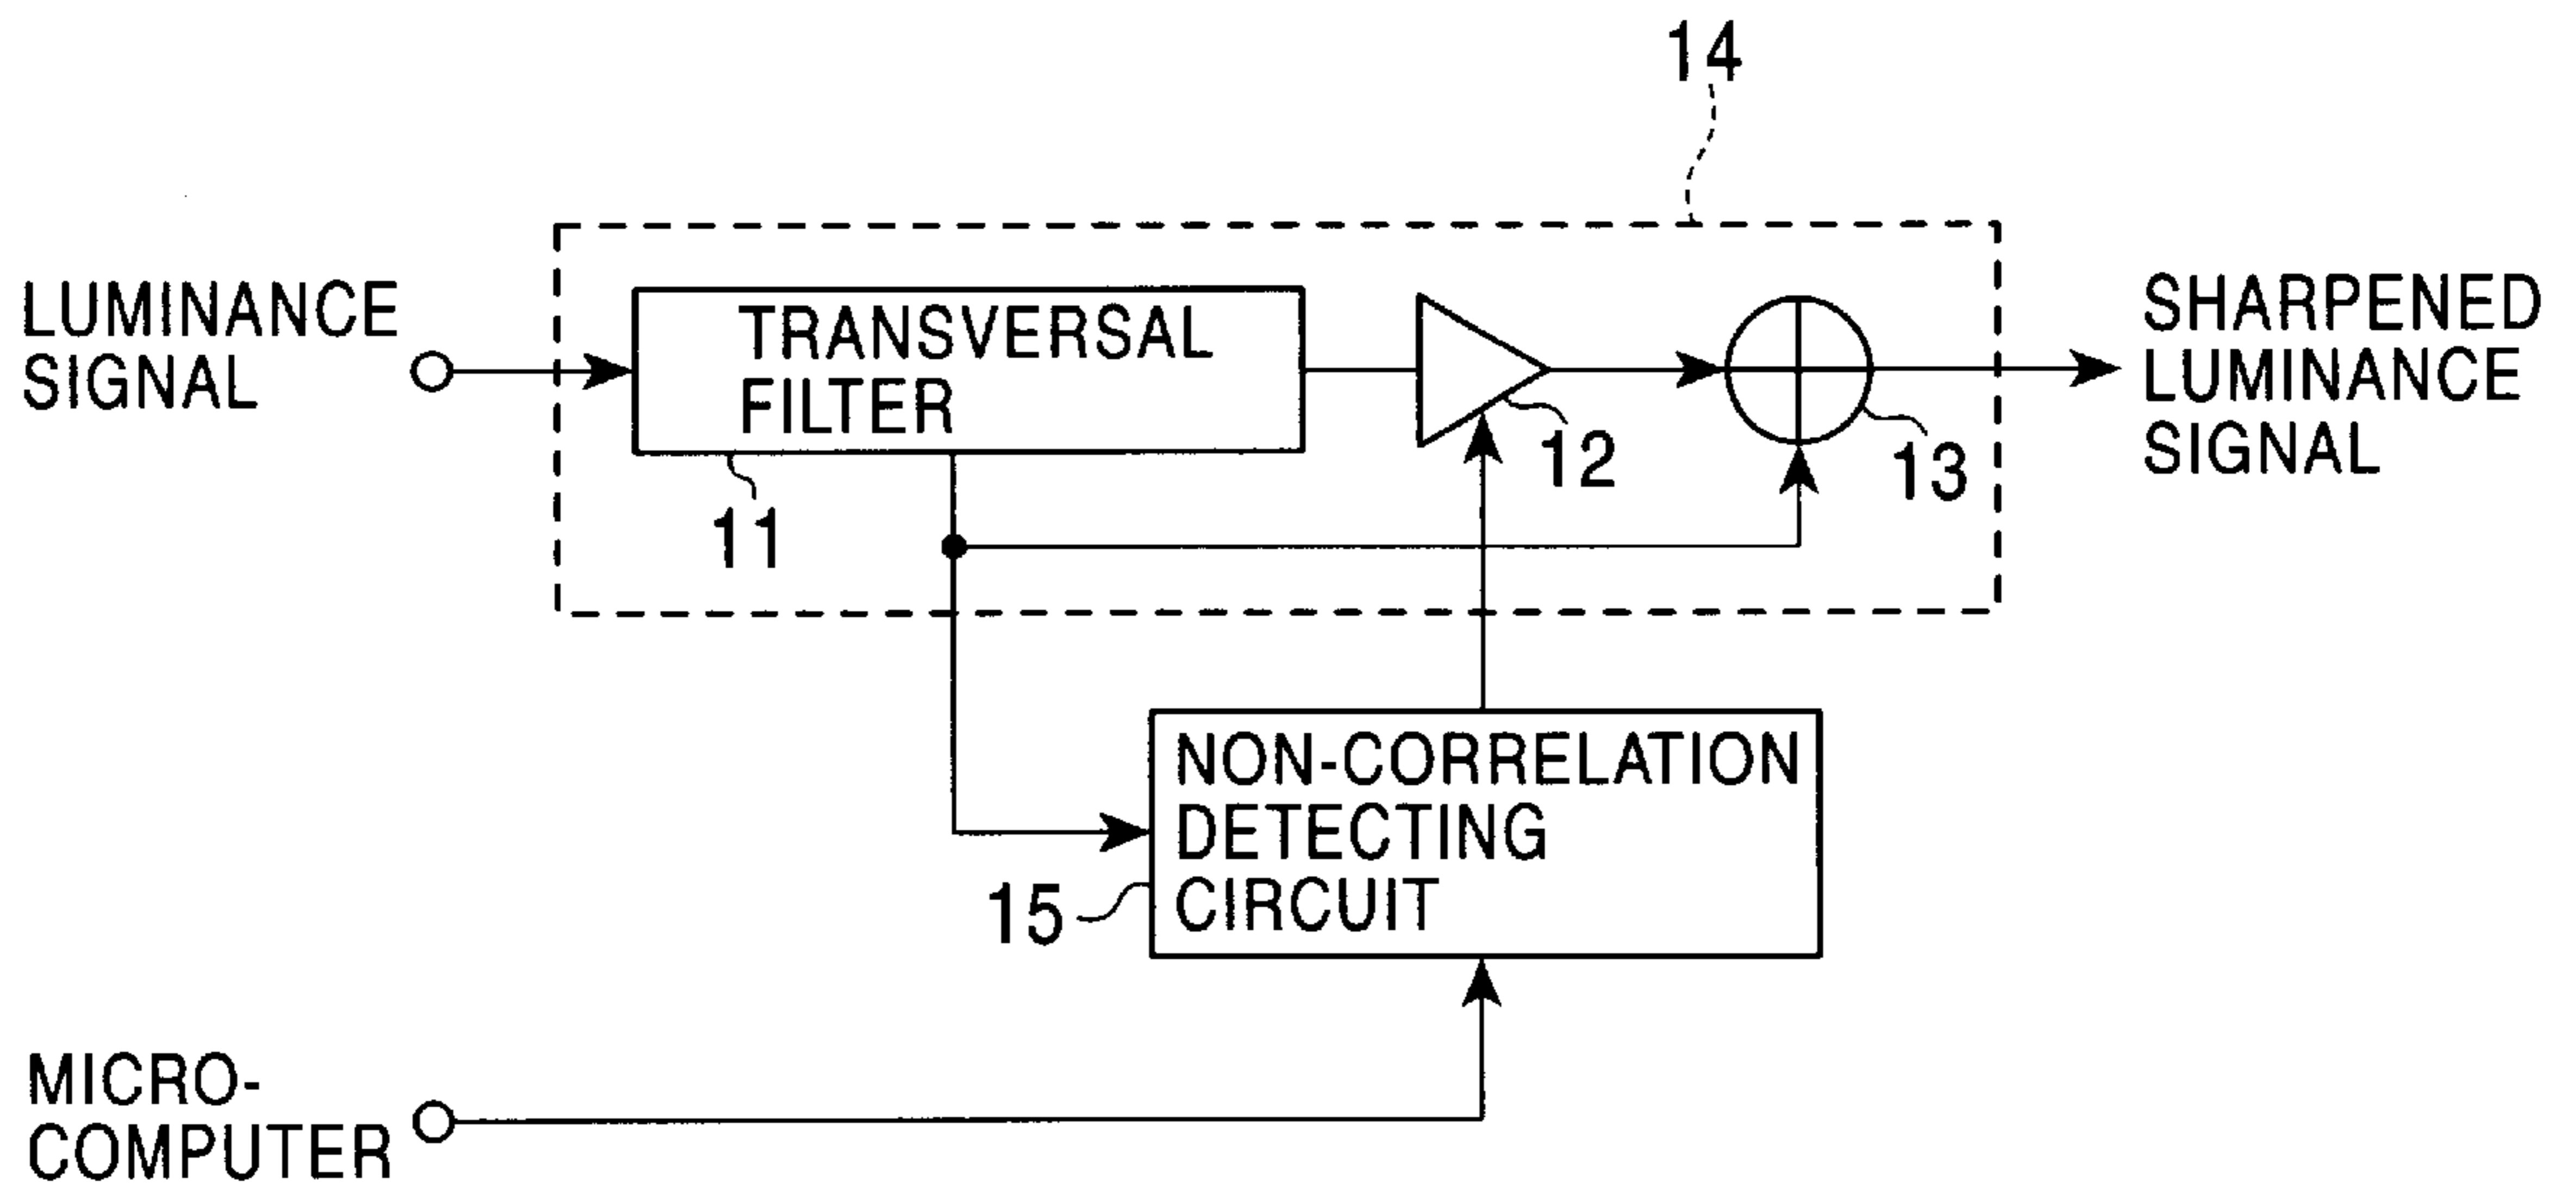 14
LUMINANCE
SIGNAL
TRANSVERSAL
FILTER
SHARPENED
LUMINANCE
SIGNAL
12
13
11
NON-CORRELATION
DETECTING
CIRCUIT
15
MICRO-
COMPUTER